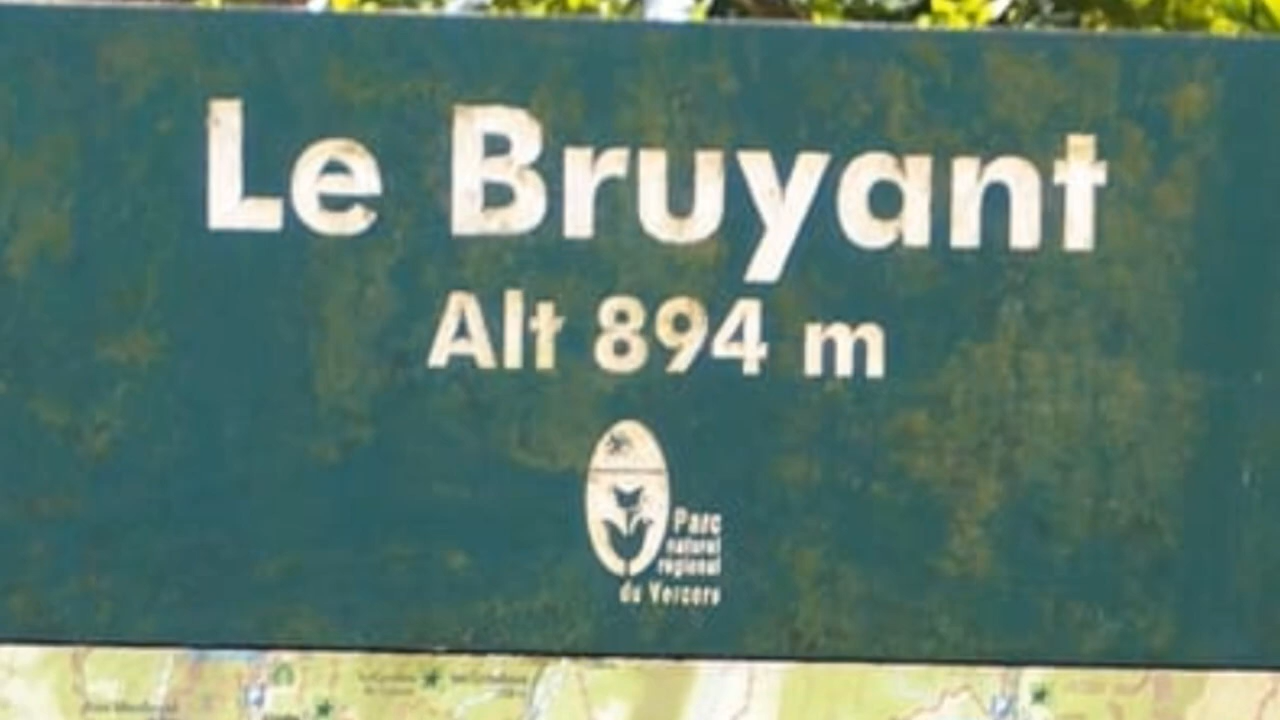 Le Bruyant
Alt 894 m
Parc
naturel
régional
du Vercors